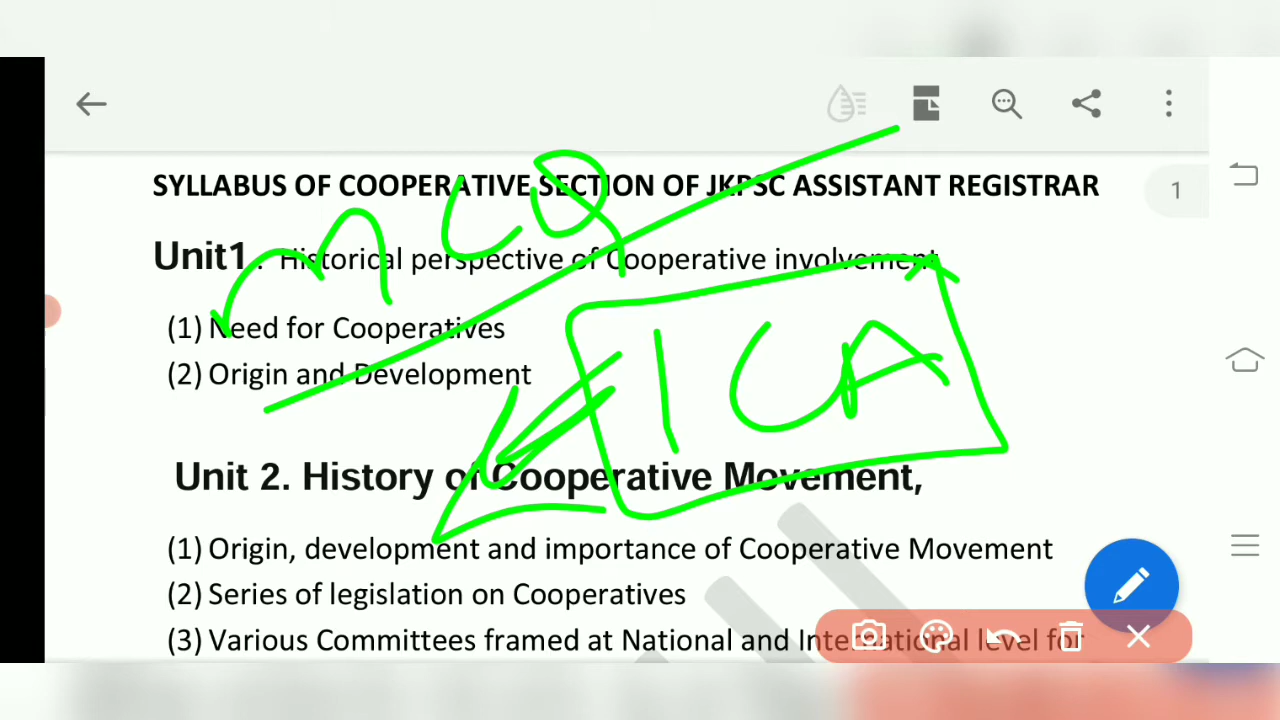 1
SYLLABUS OF COOPERATIVE SECTION OF JKPSC ASSISTANT REGISTRAR
MCQ
Unit1 : Historical perspective of Cooperative involvement
(1) Need for Cooperatives
ICA
(2) Origin and Development
Unit 2. History of Cooperative Movement,
(1) Origin, development and importance of Cooperative Movement
(2) Series of legislation on Cooperatives
(3) Various Committees framed at National and International level for